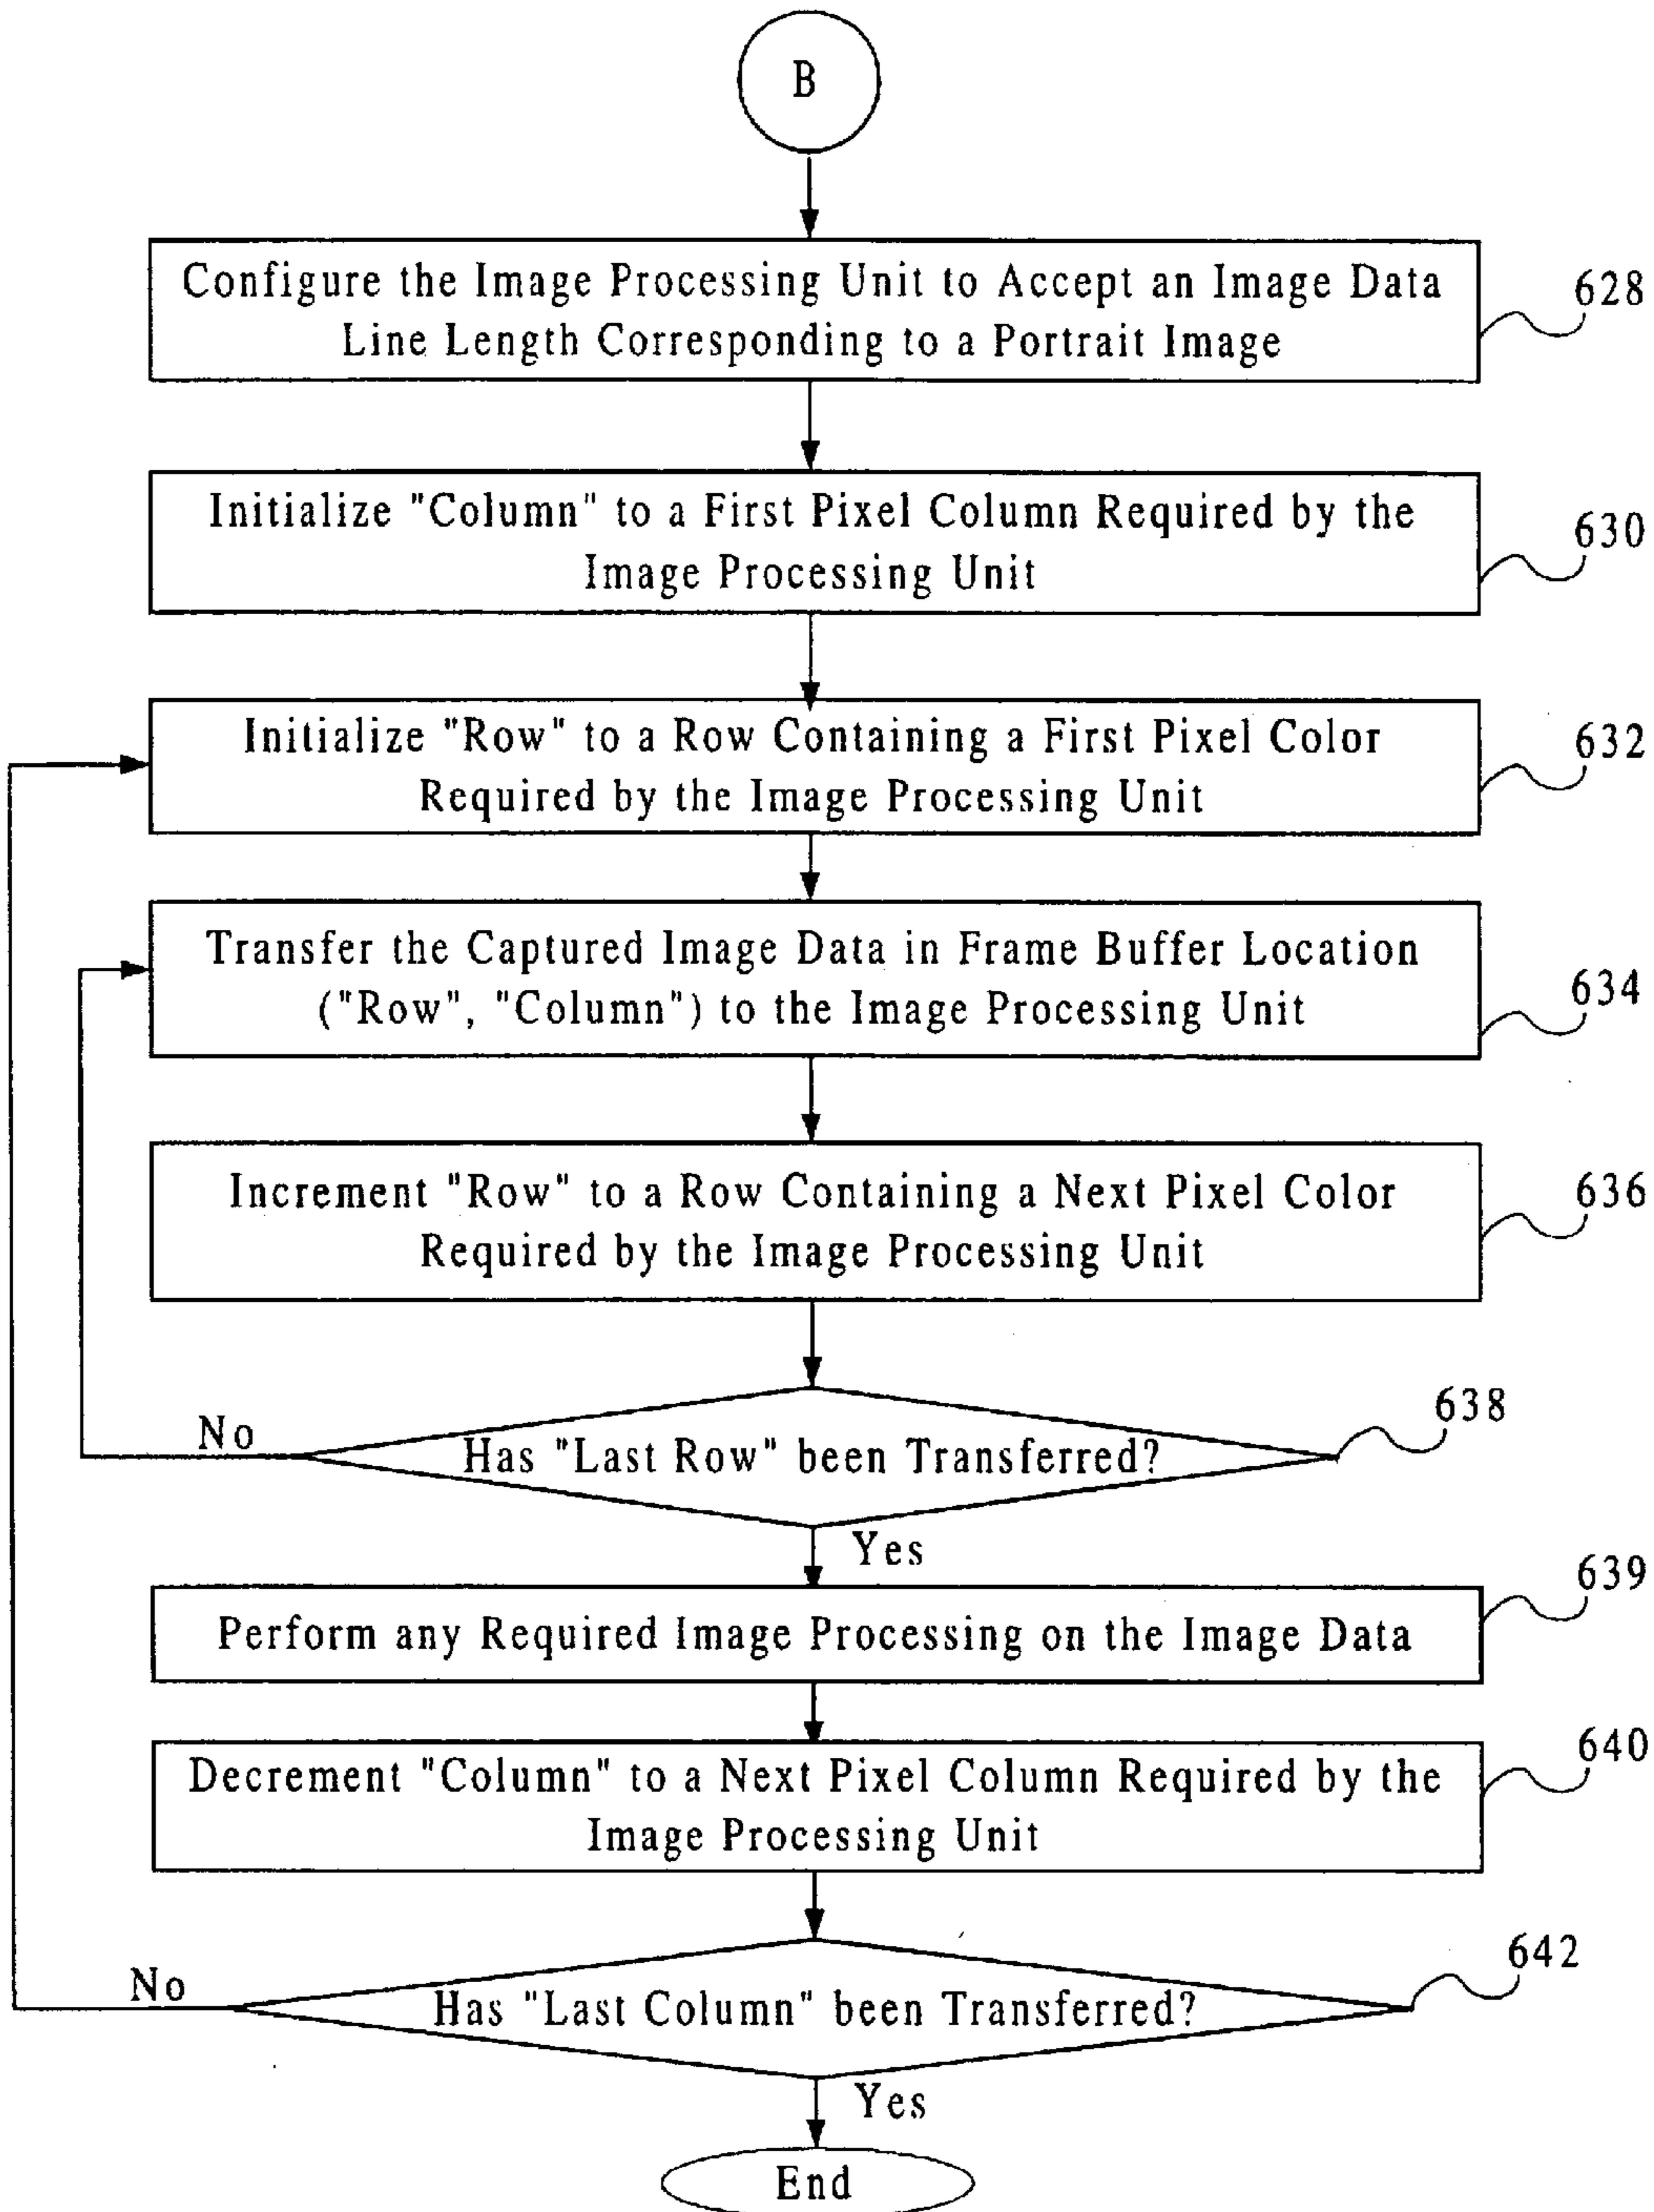 B
Configure the Image Processing Unit to Accept an Image Data
Line Length Corresponding to a Portrait Image
628
Initialize "Column" to a First Pixel Column Required by the
Image Processing Unit
630
Initialize "Row" to a Row Containing a First Pixel Color
Required by the Image Processing Unit
632
Transfer the Captured Image Data in Frame Buffer Location
("Row", "Column") to the Image Processing Unit
634
Increment "Row" to a Row Containing a Next Pixel Color
Required by the Image Processing Unit
636
No
Has "Last Row" been Transferred?
638
Yes
Perform any Required Image Processing on the Image Data
639
Decrement "Column" to a Next Pixel Column Required by the
Image Processing Unit
640
No
Has "Last Column" been Transferred?
642
Yes
End